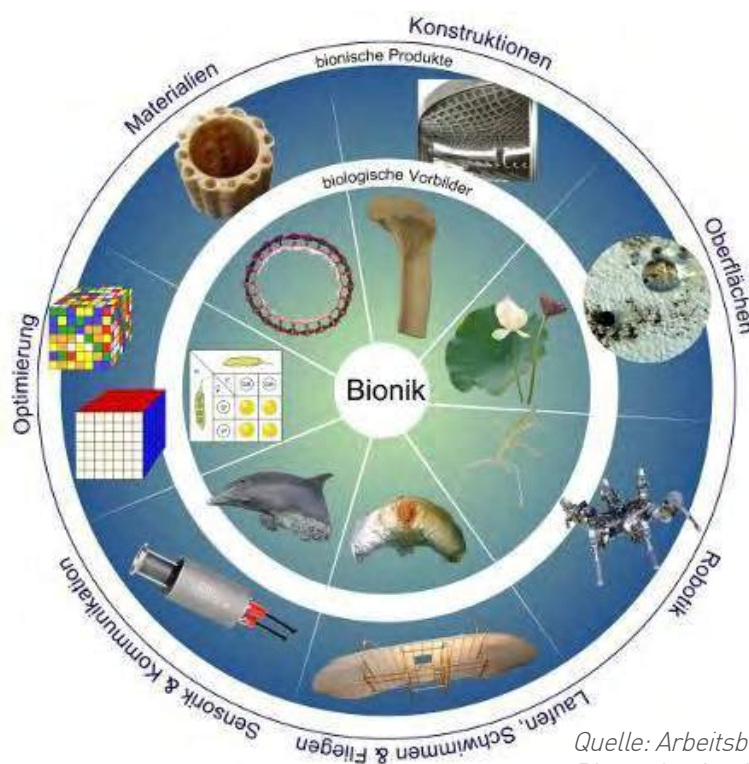 Konstruktionen
bionische Produkte
Materialien
biologische Vorbilder
Oberflächen
Optimierung
Bionik
Robotik
Sensorik & Kommunikation
Laufen, Schwimmen & Fliegen
Quelle: Arbeitsb